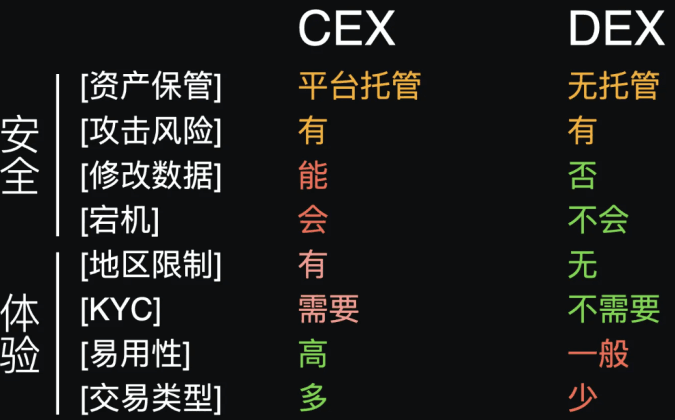 CEX DEX
安全
[资产保管] 平台托管 无托管
[攻击风险] 有 有
[修改数据] 能 否
[宕机] 会 不会
体验
[地区限制] 有 无
[KYC] 需要 不需要
[易用性] 高 一般
[交易类型] 多 少